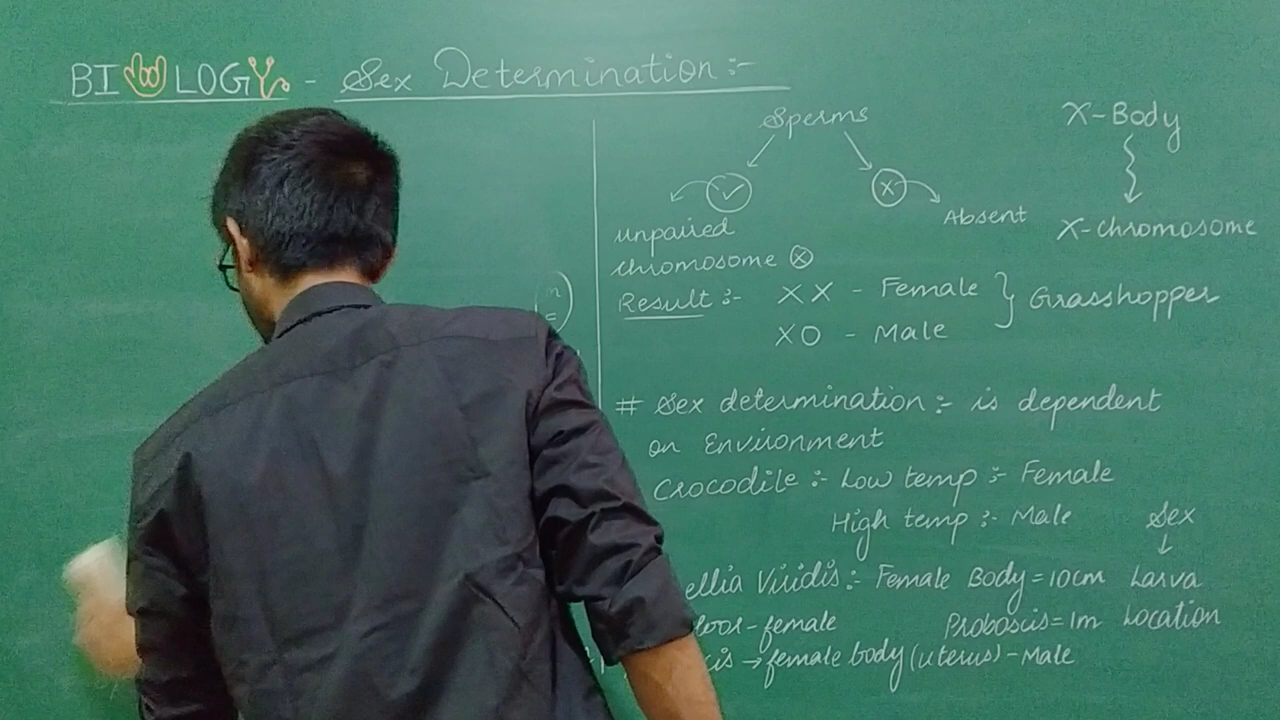 BIOLOGY - Sex Determination :-
n
=
Sperms
✓
X
unpaired
chromosome X
Absent
X-Body
X-chromosome
Result :- XX - Female
XO - Male
Grasshopper
# Sex determination :- is dependent
on Environment
Crocodile :- Low temp :- Female
High temp :- Male
Sex
ellia Viridis :- Female Body = 10cm
Larva
oor - female
Proboscis = 1m
Location
cis → female body (uterus) - Male